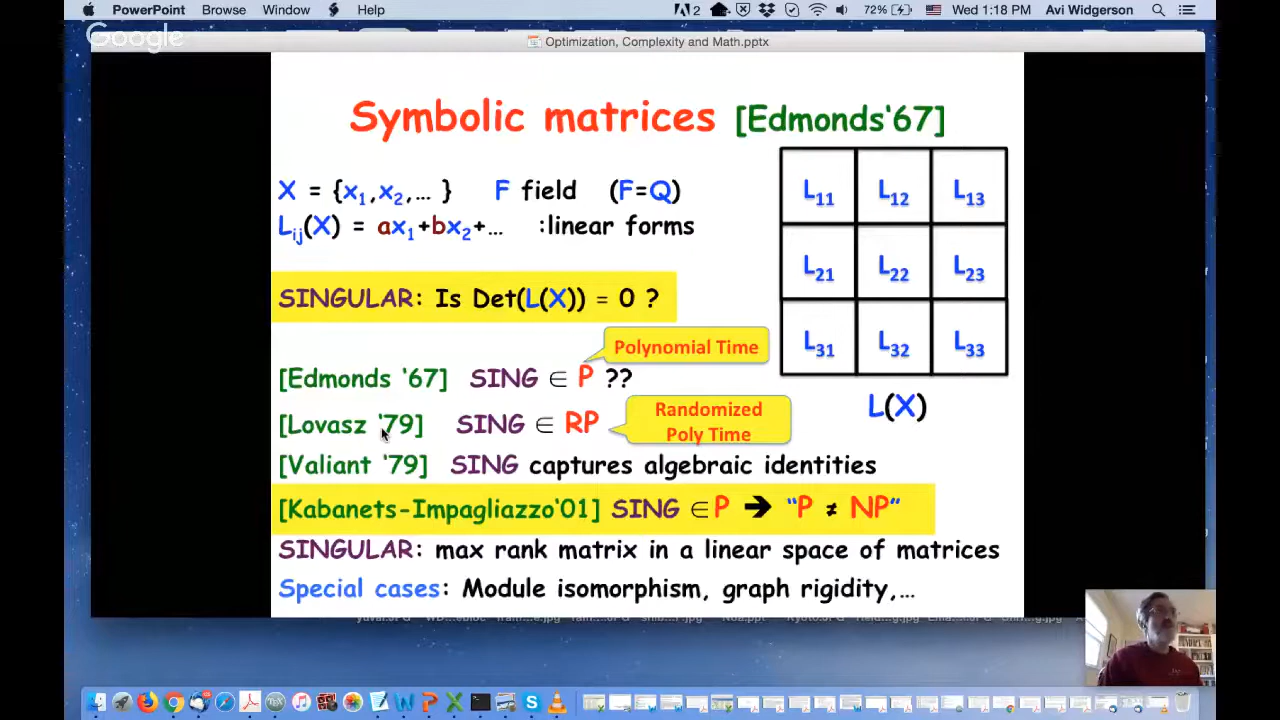 PowerPoint Browse Window Help 2 72% Wed 1:18 PM Avi Widgerson
Google
Optimization, Complexity and Math.pptx
Symbolic matrices [Edmonds‘67]
X = {x1,x2,… } F field (F=Q)
Lij(X) = ax1+bx2+… :linear forms
SINGULAR: Is Det(L(X)) = 0 ?
L11 L12 L13
L21 L22 L23
L31 L32 L33
L(X)
Polynomial Time
[Edmonds ‘67] SING ∈ P ??
Randomized
Poly Time
[Lovasz ‘79] SING ∈ RP
[Valiant ‘79] SING captures algebraic identities
[Kabanets-Impagliazzo‘01] SING ∈P ➔ “P ≠ NP”
SINGULAR: max rank matrix in a linear space of matrices
Special cases: Module isomorphism, graph rigidity,…